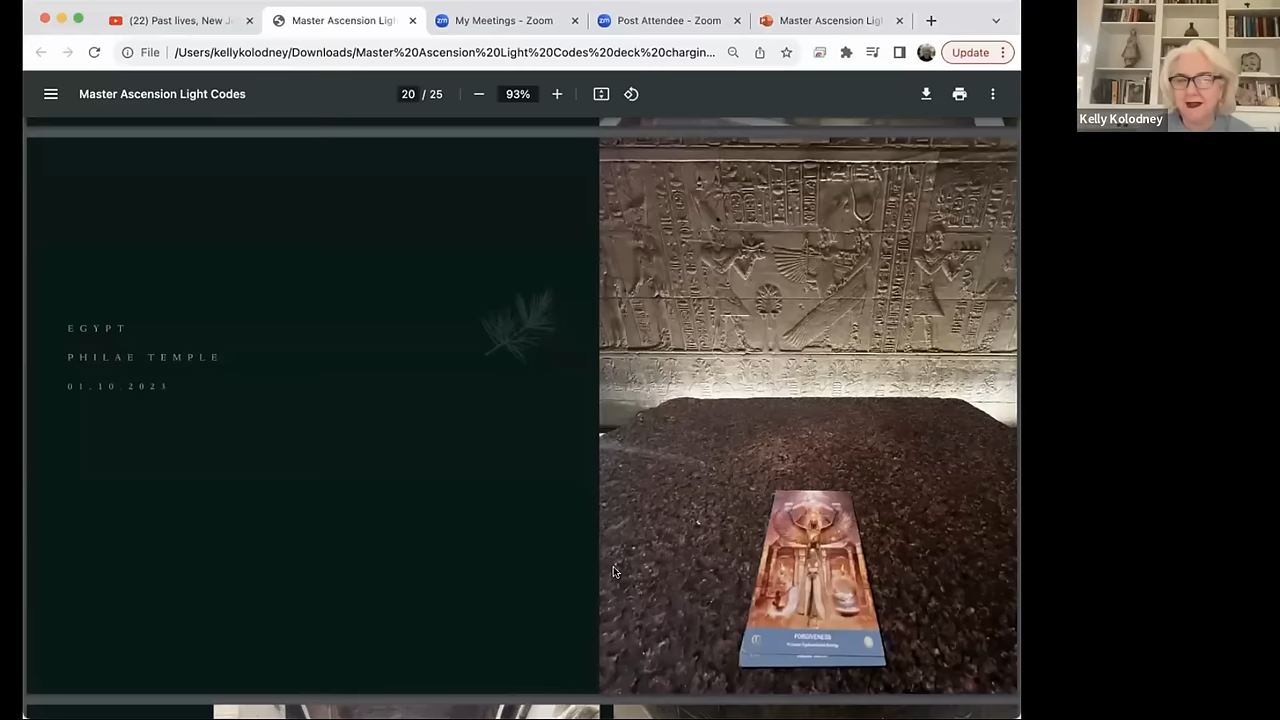 (22) Past lives, New J
Master Ascension Ligh
My Meetings - Zoom
Post Attendee - Zoom
Master Ascension Ligh
File
/Users/kellykolodney/Downloads/Master%20Ascension%20Light%20Codes%20deck%20chargin...
Update
Master Ascension Light Codes
20 / 25
93%
Kelly Kolodney
EGYPT
PHILAE TEMPLE
01.10.2023
FORGIVENESS